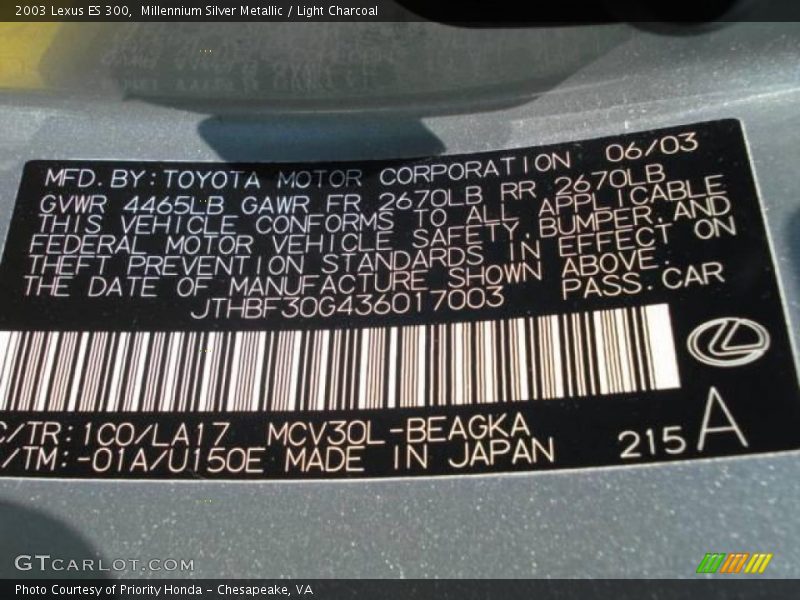 2003 Lexus ES 300, Millennium Silver Metallic / Light Charcoal
MFD. BY: TOYOTA MOTOR CORPORATION 06/03
GVWR 4465LB GAWR FR 2670LB RR 2670LB
THIS VEHICLE CONFORMS TO ALL APPLICABLE
FEDERAL MOTOR VEHICLE SAFETY, BUMPER, AND
THEFT PREVENTION STANDARDS IN EFFECT ON
THE DATE OF MANUFACTURE SHOWN ABOVE.
JTHBF30G436017003 PASS. CAR
C/TR: 1C0/LA17 MCV30L-BEAGKA
/TM:-01A/U150E MADE IN JAPAN 215 A
GTCARLOT.COM
Photo Courtesy of Priority Honda - Chesapeake, VA